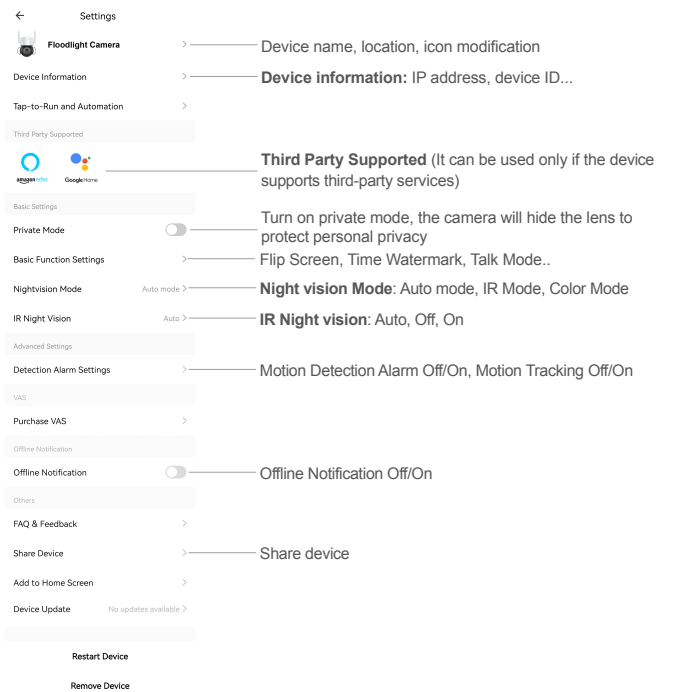 Settings
Floodlight Camera
Device name, location, icon modification
Device Information
Device information: IP address, device ID...
Tap-to-Run and Automation
Third Party Supported
amazon echo
Google Home
Third Party Supported (It can be used only if the device
supports third-party services)
Basic Settings
Private Mode
Turn on private mode, the camera will hide the lens to
protect personal privacy
Basic Function Settings
Flip Screen, Time Watermark, Talk Mode..
Nightvision Mode Auto mode
Night vision Mode: Auto mode, IR Mode, Color Mode
IR Night Vision Auto
IR Night vision: Auto, Off, On
Advanced Settings
Detection Alarm Settings
Motion Detection Alarm Off/On, Motion Tracking Off/On
VAS
Purchase VAS
Offline Notification
Offline Notification
Offline Notification Off/On
Others
FAQ & Feedback
Share Device
Share device
Add to Home Screen
Device Update No updates available
Restart Device
Remove Device